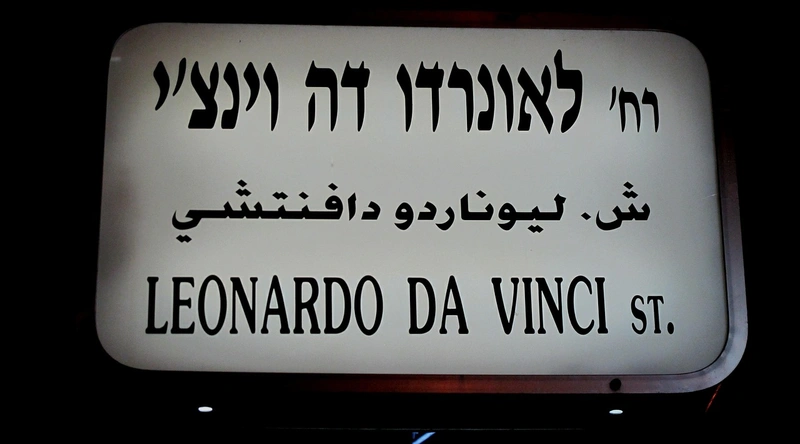 רח' לאונרדו דה וינצ'י
ش. ليوناردو دافنتشي
LEONARDO DA VINCI ST.